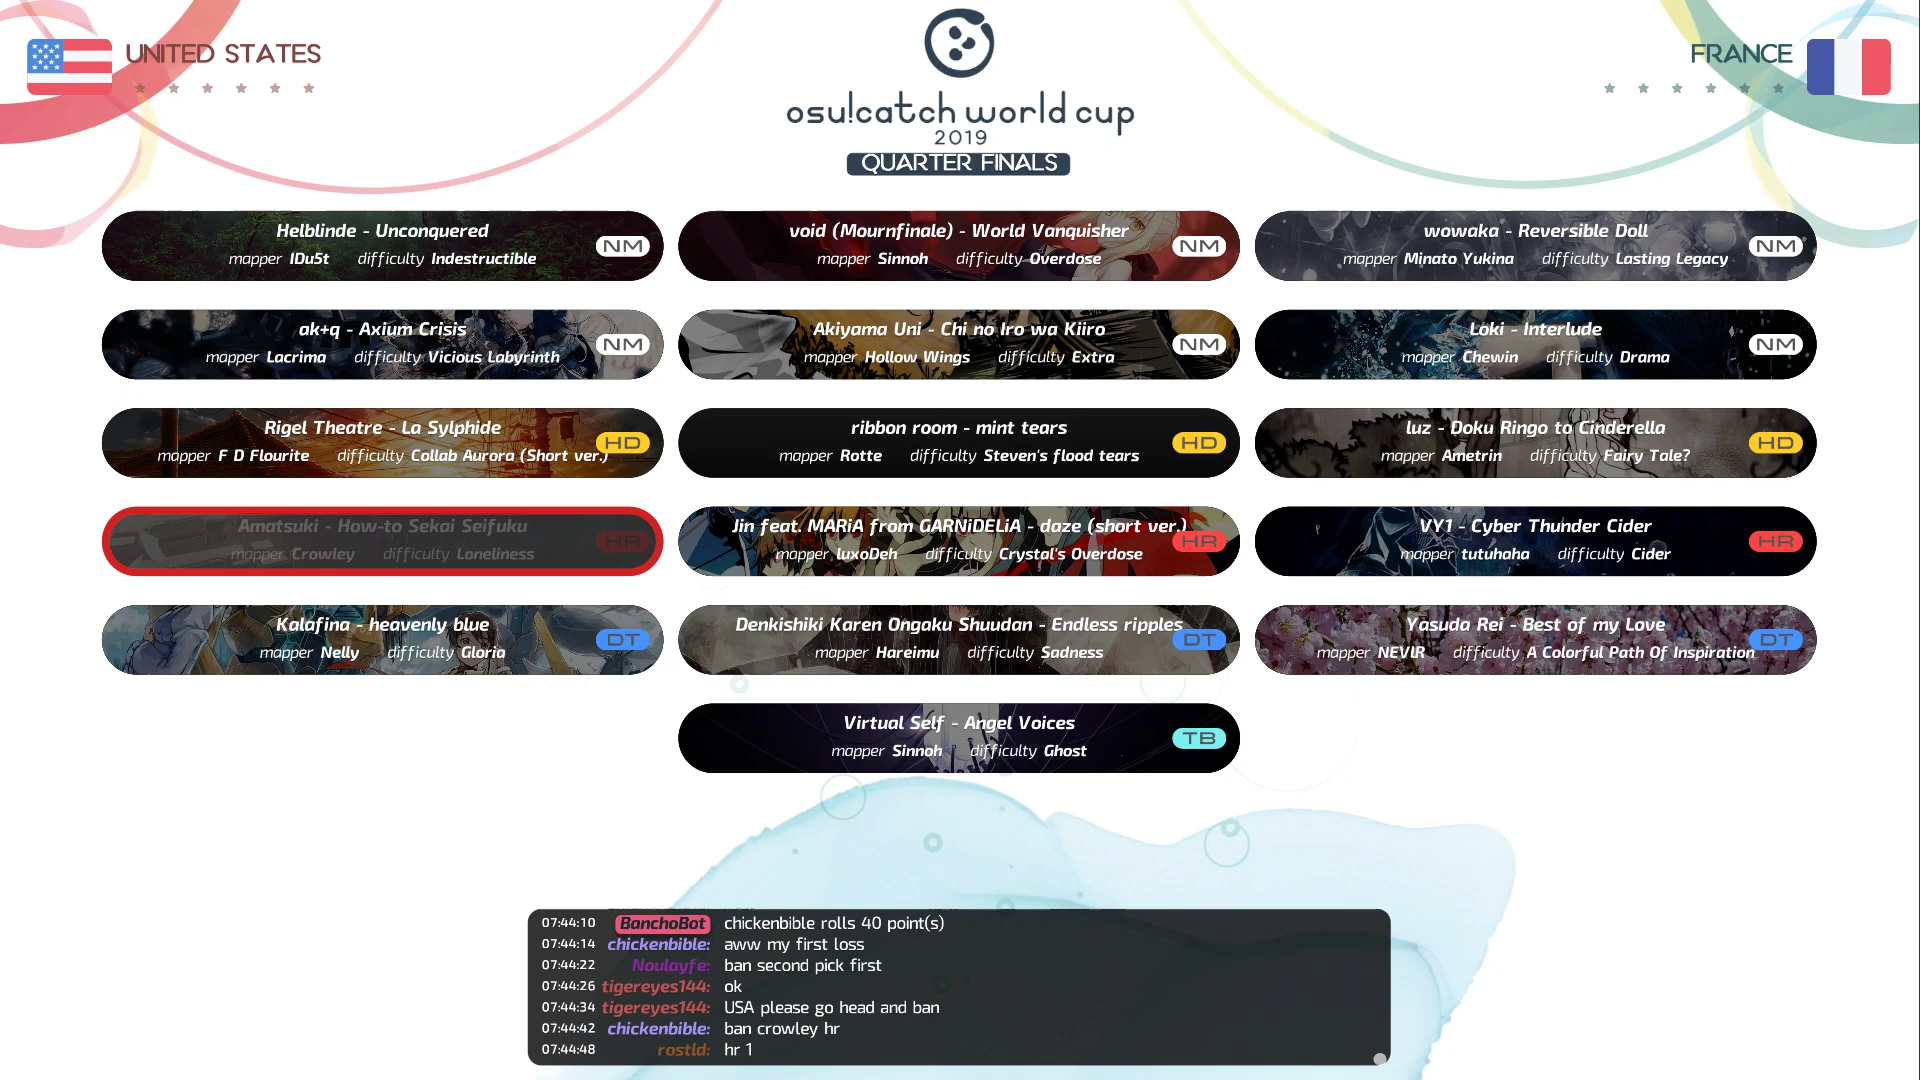 UNITED STATES
FRANCE
osu!catch world cup
2019
QUARTER FINALS
Helblinde - Unconquered
mapper IDu5t difficulty Indestructible
NM
void (Mournfinale) - World Vanquisher
mapper Sinnoh difficulty Overdose
NM
wowaka - Reversible Doll
mapper Minato Yukina difficulty Lasting Legacy
NM
ak+q - Axium Crisis
mapper Lacrima difficulty Vicious Labyrinth
NM
Akiyama Uni - Chi no Iro wa Kiiro
mapper Hollow Wings difficulty Extra
NM
Loki - Interlude
mapper Chewin difficulty Drama
NM
Rigel Theatre - La Sylphide
mapper F D Flourite difficulty Collab Aurora (Short ver.)
HD
ribbon room - mint tears
mapper Rotte difficulty Steven's flood tears
HD
luz - Doku Ringo to Cinderella
mapper Ametrin difficulty Fairy Tale?
HD
Amatsuki - How-to Sekai Seifuku
mapper Crowley difficulty Loneliness
HR
Jin feat. MARiA from GARNiDELiA - daze (short ver.)
mapper luxoDeh difficulty Crystal's Overdose
HR
VY1 - Cyber Thunder Cider
mapper tutuhaha difficulty Cider
HR
Kalafina - heavenly blue
mapper Nelly difficulty Gloria
DT
Denkishiki Karen Ongaku Shuudan - Endless ripples
mapper Hareimu difficulty Sadness
DT
Yasuda Rei - Best of my Love
mapper NEVIR difficulty A Colorful Path Of Inspiration
DT
Virtual Self - Angel Voices
mapper Sinnoh difficulty Ghost
TB
07:44:10 BanchoBot chickenbible rolls 40 point(s)
07:44:14 chickenbible: aww my first loss
07:44:22 Noulayfe: ban second pick first
07:44:26 tigereyes144: ok
07:44:34 tigereyes144: USA please go head and ban
07:44:42 chickenbible: ban crowley hr
07:44:48 rostld: hr 1